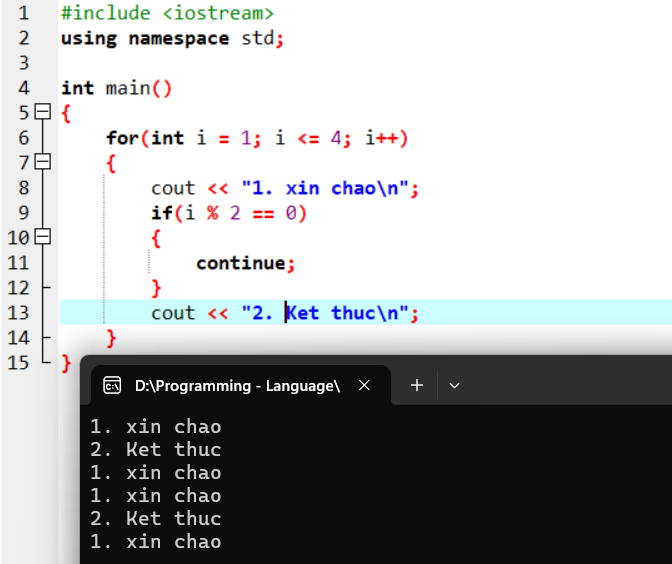 1 #include <iostream>
2 using namespace std;
3
4 int main()
5 {
6     for(int i = 1; i <= 4; i++)
7     {
8         cout << "1. xin chao\n";
9         if(i % 2 == 0)
10         {
11             continue;
12         }
13         cout << "2. Ket thuc\n";
14     }
15 }
C:\ D:\Programming - Language\ × +
1. xin chao
2. Ket thuc
1. xin chao
1. xin chao
2. Ket thuc
1. xin chao